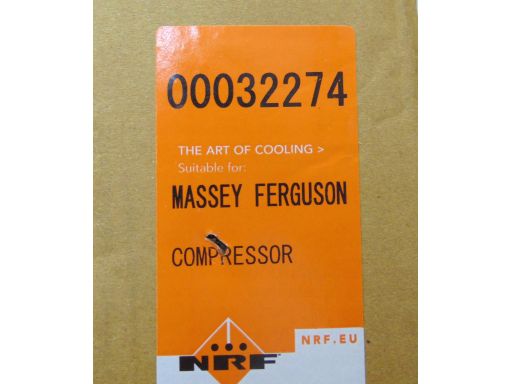 00032274
THE ART OF COOLING >
Suitable for:
MASSEY FERGUSON
COMPRESSOR
NRF.EU
NRF